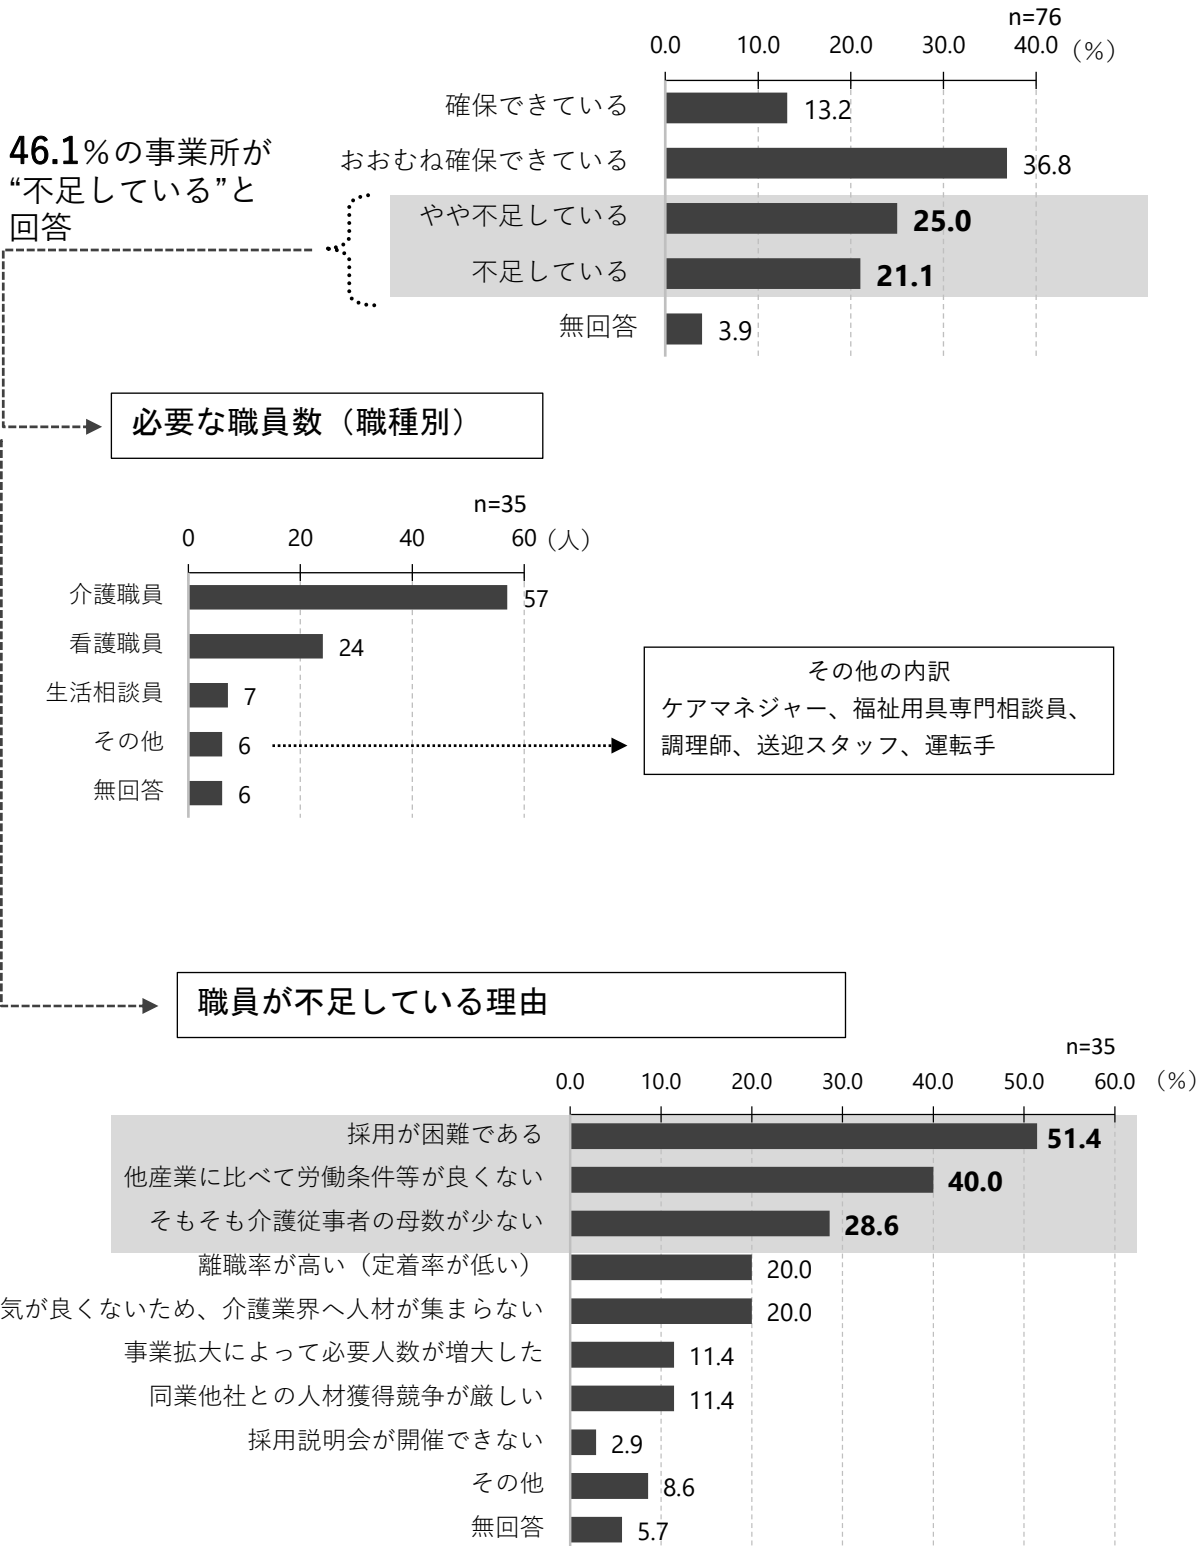 n=76
0.0 10.0 20.0 30.0 40.0 (%)
確保できている 13.2
おおむね確保できている 36.8
やや不足している 25.0
不足している 21.1
無回答 3.9
46.1%の事業所が
“不足している”と
回答
必要な職員数（職種別）
n=35
0 20 40 60 （人）
介護職員 57
看護職員 24
生活相談員 7
その他 6
無回答 6
その他の内訳
ケアマネジャー、福祉用具専門相談員、
調理師、送迎スタッフ、運転手
職員が不足している理由
n=35
0.0 10.0 20.0 30.0 40.0 50.0 60.0 (%)
採用が困難である 51.4
他産業に比べて労働条件等が良くない 40.0
そもそも介護従事者の母数が少ない 28.6
離職率が高い（定着率が低い） 20.0
気が良くないため、介護業界へ人材が集まらない 20.0
事業拡大によって必要人数が増大した 11.4
同業他社との人材獲得競争が厳しい 11.4
採用説明会が開催できない 2.9
その他 8.6
無回答 5.7